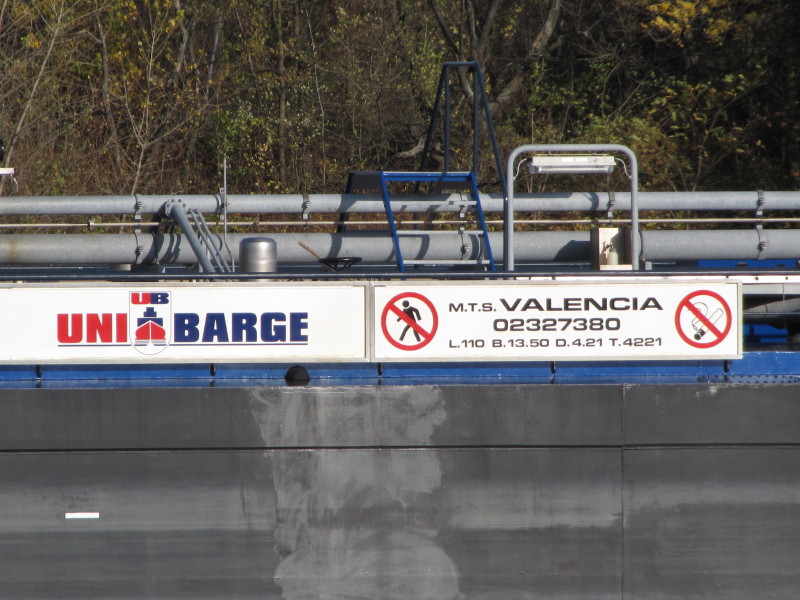 UB
UNI BARGE
M.T.S. VALENCIA
02327380
L.110 B.13.50 D.4.21 T.4221